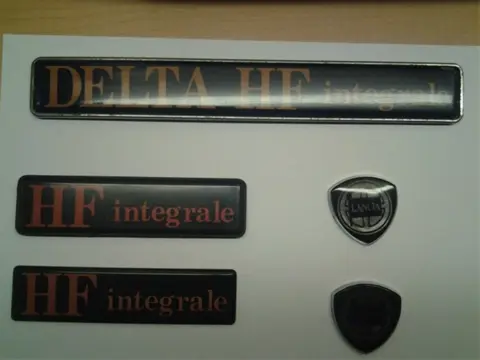 DELTA HF integrale
HF integrale
LANCIA
HF integrale